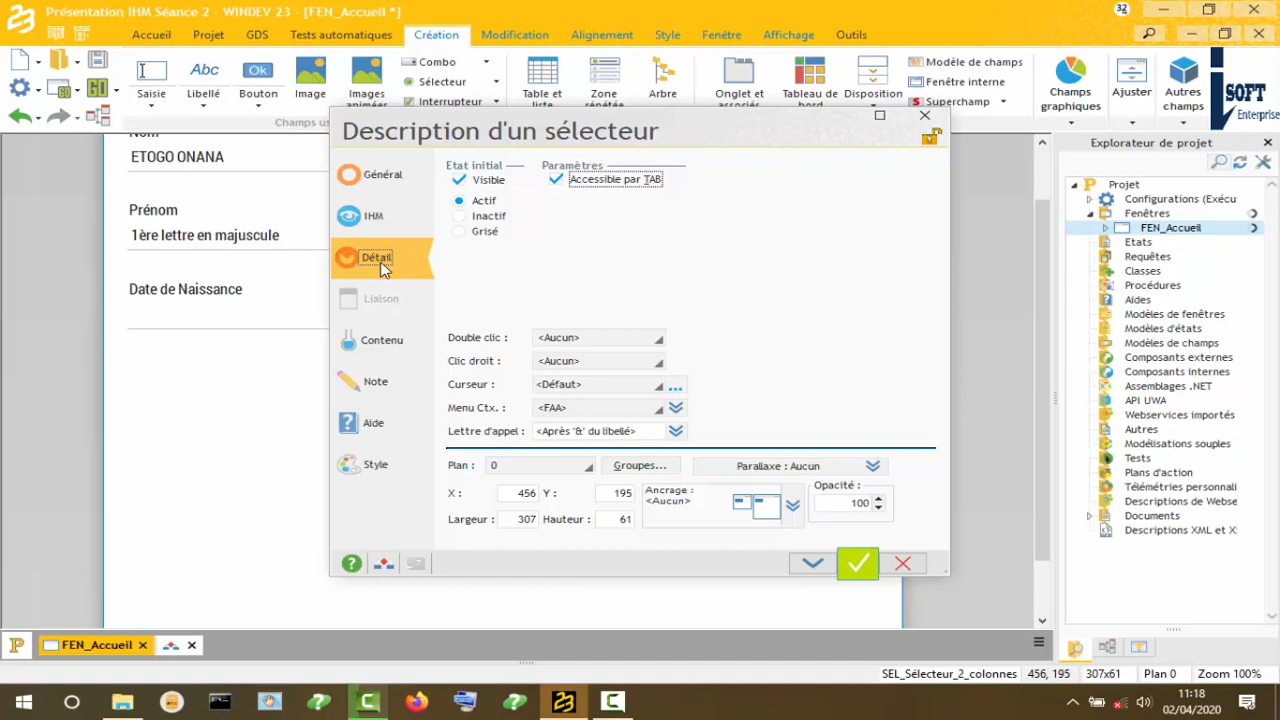 Présentation IHM Séance 2 - WINDEV 23 - [FEN_Accueil *]
32
Accueil Projet GDS Tests automatiques Création Modification Alignement Style Fenêtre Affichage Outils
Saisie
Abc
Libellé
Ok
Bouton
Image
Images animées
Combo
Sélecteur
Interrupteur
Table et liste
Zone répétée
Arbre
Onglet et associés
Tableau de bord
Disposition
Modèle de champs
Fenêtre interne
Superchamp
Champs graphiques
Ajuster
Autres champs
SOFT
Enterprise
Champs us
Nom
ETOGO ONANA
Prénom
1ère lettre en majuscule
Date de Naissance
Description d'un sélecteur
Général
IHM
Détail
Liaison
Contenu
Note
Aide
Style
Etat initial
Visible
Actif
Inactif
Grisé
Paramètres
Accessible par TAB
Double clic : <Aucun>
Clic droit : <Aucun>
Curseur : <Défaut> ...
Menu Ctx. : <FAA>
Lettre d'appel : <Après '&' du libellé>
Plan : 0 Groupes... Parallaxe : Aucun
X : 456 Y : 195
Largeur : 307 Hauteur : 61
Ancrage :
<Aucun>
Opacité :
100
Explorateur de projet
Projet
Configurations (Exécu
Fenêtres
FEN_Accueil
Etats
Requêtes
Classes
Procédures
Aides
Modèles de fenêtres
Modèles d'états
Modèles de champs
Composants externes
Composants internes
Assemblages .NET
API UWA
Webservices importés
Autres
Modélisations souples
Tests
Plans d'action
Télémétries personnali
Descriptions de Webse
Documents
Descriptions XML et X
FEN_Accueil
SEL_Sélecteur_2_colonnes 456, 195 307x61 Plan 0 Zoom 100%
11:18
02/04/2020